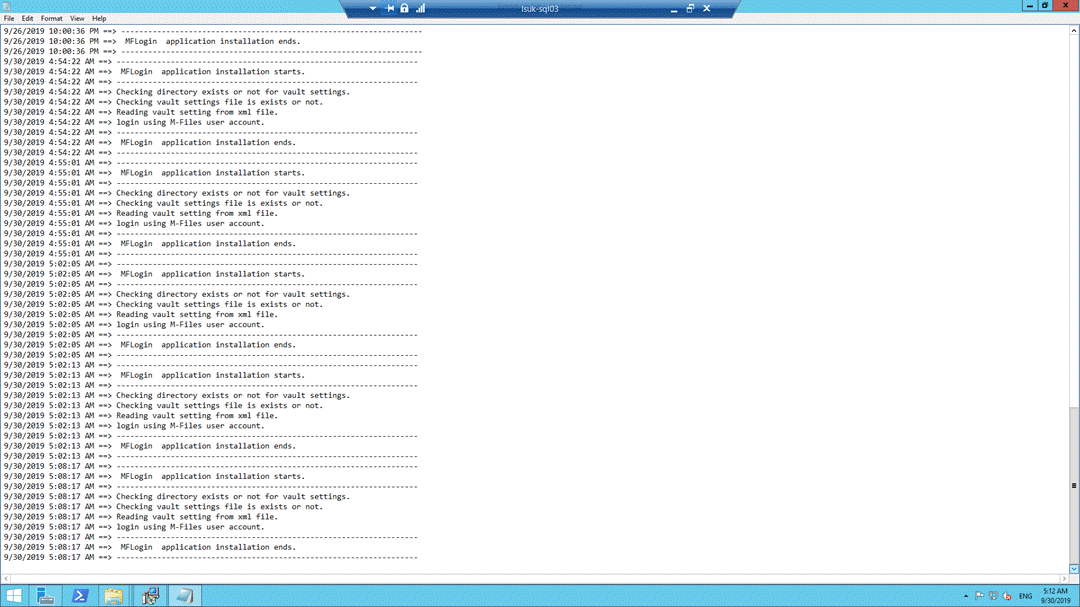 lsuk-sql03
File Edit Format View Help
9/26/2019 10:00:36 PM ==> -------------------------------------------------------------------
9/26/2019 10:00:36 PM ==>  MFLogin  application installation ends.
9/26/2019 10:00:36 PM ==> -------------------------------------------------------------------
9/30/2019 4:54:22 AM ==> -------------------------------------------------------------------
9/30/2019 4:54:22 AM ==>  MFLogin  application installation starts.
9/30/2019 4:54:22 AM ==> -------------------------------------------------------------------
9/30/2019 4:54:22 AM ==> Checking directory exists or not for vault settings.
9/30/2019 4:54:22 AM ==> Checking vault settings file is exists or not.
9/30/2019 4:54:22 AM ==> Reading vault setting from xml file.
9/30/2019 4:54:22 AM ==> login using M-Files user account.
9/30/2019 4:54:22 AM ==> -------------------------------------------------------------------
9/30/2019 4:54:22 AM ==>  MFLogin  application installation ends.
9/30/2019 4:54:22 AM ==> -------------------------------------------------------------------
9/30/2019 4:55:01 AM ==> -------------------------------------------------------------------
9/30/2019 4:55:01 AM ==>  MFLogin  application installation starts.
9/30/2019 4:55:01 AM ==> -------------------------------------------------------------------
9/30/2019 4:55:01 AM ==> Checking directory exists or not for vault settings.
9/30/2019 4:55:01 AM ==> Checking vault settings file is exists or not.
9/30/2019 4:55:01 AM ==> Reading vault setting from xml file.
9/30/2019 4:55:01 AM ==> login using M-Files user account.
9/30/2019 4:55:01 AM ==> -------------------------------------------------------------------
9/30/2019 4:55:01 AM ==>  MFLogin  application installation ends.
9/30/2019 4:55:01 AM ==> -------------------------------------------------------------------
9/30/2019 5:02:05 AM ==> -------------------------------------------------------------------
9/30/2019 5:02:05 AM ==>  MFLogin  application installation starts.
9/30/2019 5:02:05 AM ==> -------------------------------------------------------------------
9/30/2019 5:02:05 AM ==> Checking directory exists or not for vault settings.
9/30/2019 5:02:05 AM ==> Checking vault settings file is exists or not.
9/30/2019 5:02:05 AM ==> Reading vault setting from xml file.
9/30/2019 5:02:05 AM ==> login using M-Files user account.
9/30/2019 5:02:05 AM ==> -------------------------------------------------------------------
9/30/2019 5:02:05 AM ==>  MFLogin  application installation ends.
9/30/2019 5:02:05 AM ==> -------------------------------------------------------------------
9/30/2019 5:02:13 AM ==> -------------------------------------------------------------------
9/30/2019 5:02:13 AM ==>  MFLogin  application installation starts.
9/30/2019 5:02:13 AM ==> -------------------------------------------------------------------
9/30/2019 5:02:13 AM ==> Checking directory exists or not for vault settings.
9/30/2019 5:02:13 AM ==> Checking vault settings file is exists or not.
9/30/2019 5:02:13 AM ==> Reading vault setting from xml file.
9/30/2019 5:02:13 AM ==> login using M-Files user account.
9/30/2019 5:02:13 AM ==> -------------------------------------------------------------------
9/30/2019 5:02:13 AM ==>  MFLogin  application installation ends.
9/30/2019 5:02:13 AM ==> -------------------------------------------------------------------
9/30/2019 5:08:17 AM ==> -------------------------------------------------------------------
9/30/2019 5:08:17 AM ==>  MFLogin  application installation starts.
9/30/2019 5:08:17 AM ==> -------------------------------------------------------------------
9/30/2019 5:08:17 AM ==> Checking directory exists or not for vault settings.
9/30/2019 5:08:17 AM ==> Checking vault settings file is exists or not.
9/30/2019 5:08:17 AM ==> Reading vault setting from xml file.
9/30/2019 5:08:17 AM ==> login using M-Files user account.
9/30/2019 5:08:17 AM ==> -------------------------------------------------------------------
9/30/2019 5:08:17 AM ==>  MFLogin  application installation ends.
9/30/2019 5:08:17 AM ==> -------------------------------------------------------------------
ENG
5:12 AM
9/30/2019